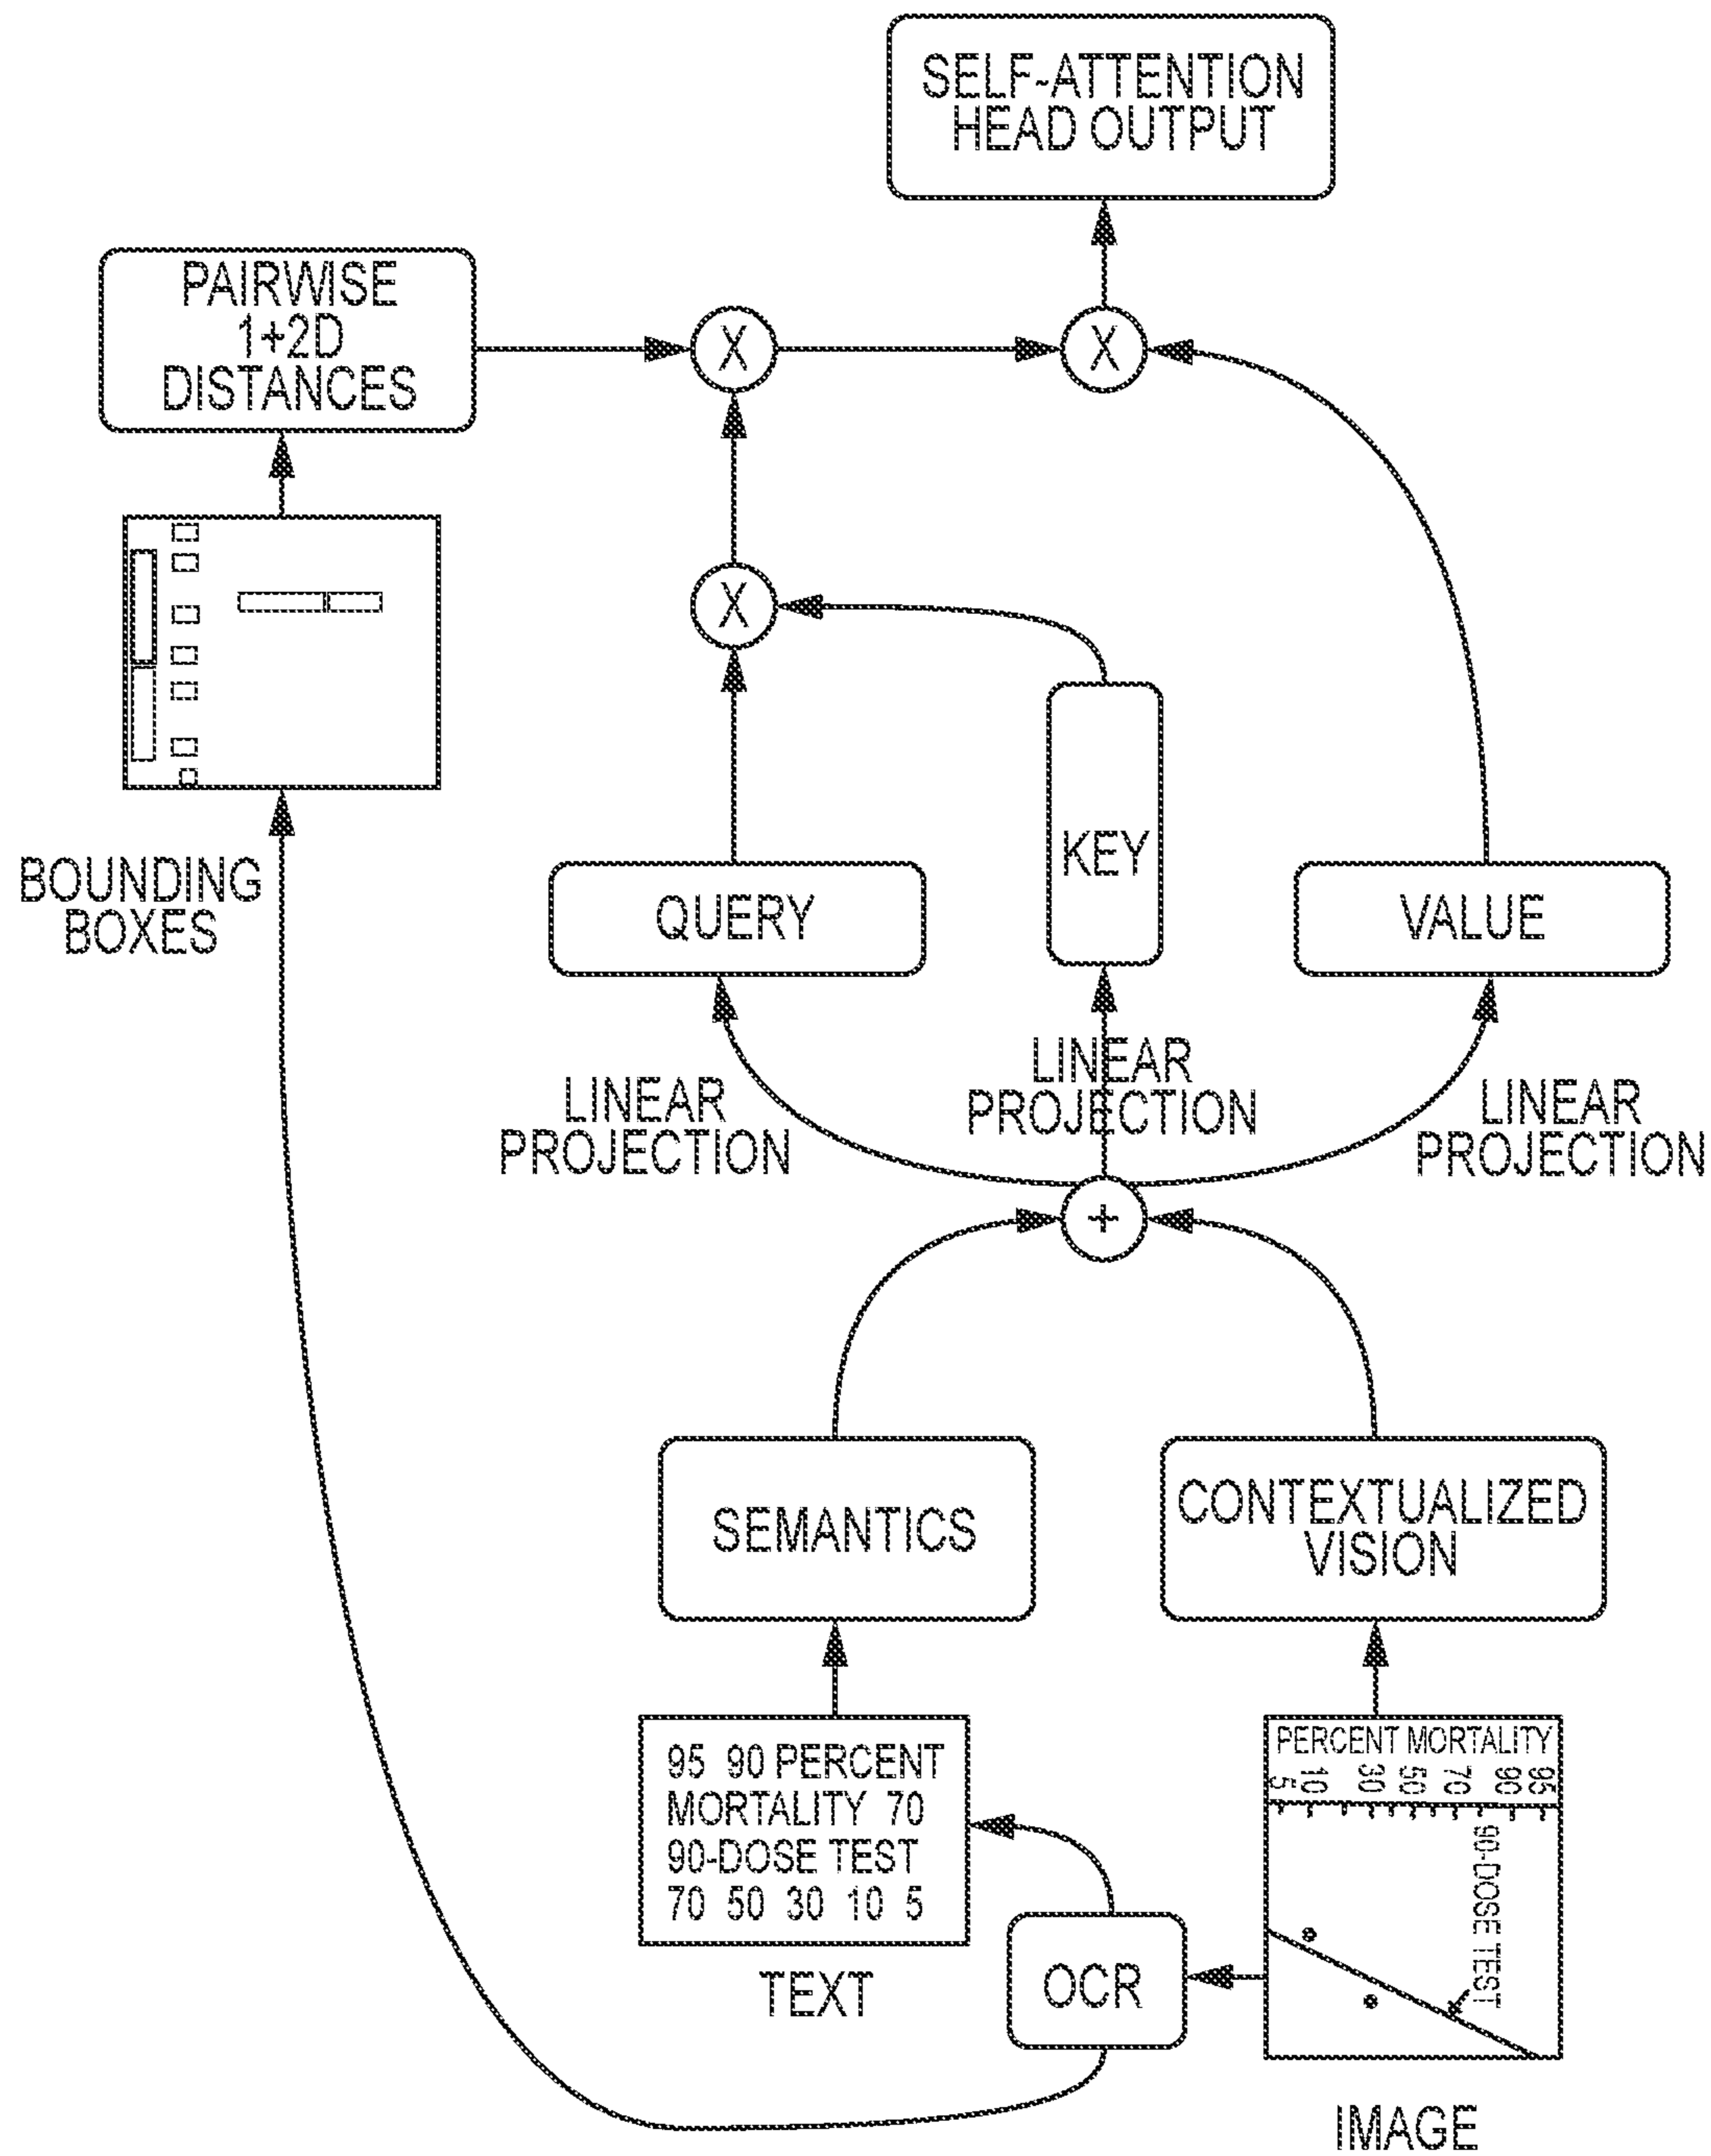 SELF-ATTENTION
HEAD OUTPUT
PAIRWISE
1+2D
DISTANCES
X
X
X
BOUNDING
BOXES
QUERY
KEY
VALUE
LINEAR
PROJECTION
LINEAR
PROJECTION
LINEAR
PROJECTION
+
SEMANTICS
CONTEXTUALIZED
VISION
95 90 PERCENT
MORTALITY 70
90-DOSE TEST
70 50 30 10 5
TEXT
OCR
PERCENT MORTALITY
5 10 30 50 70 90 95
90-DOSE TEST
IMAGE